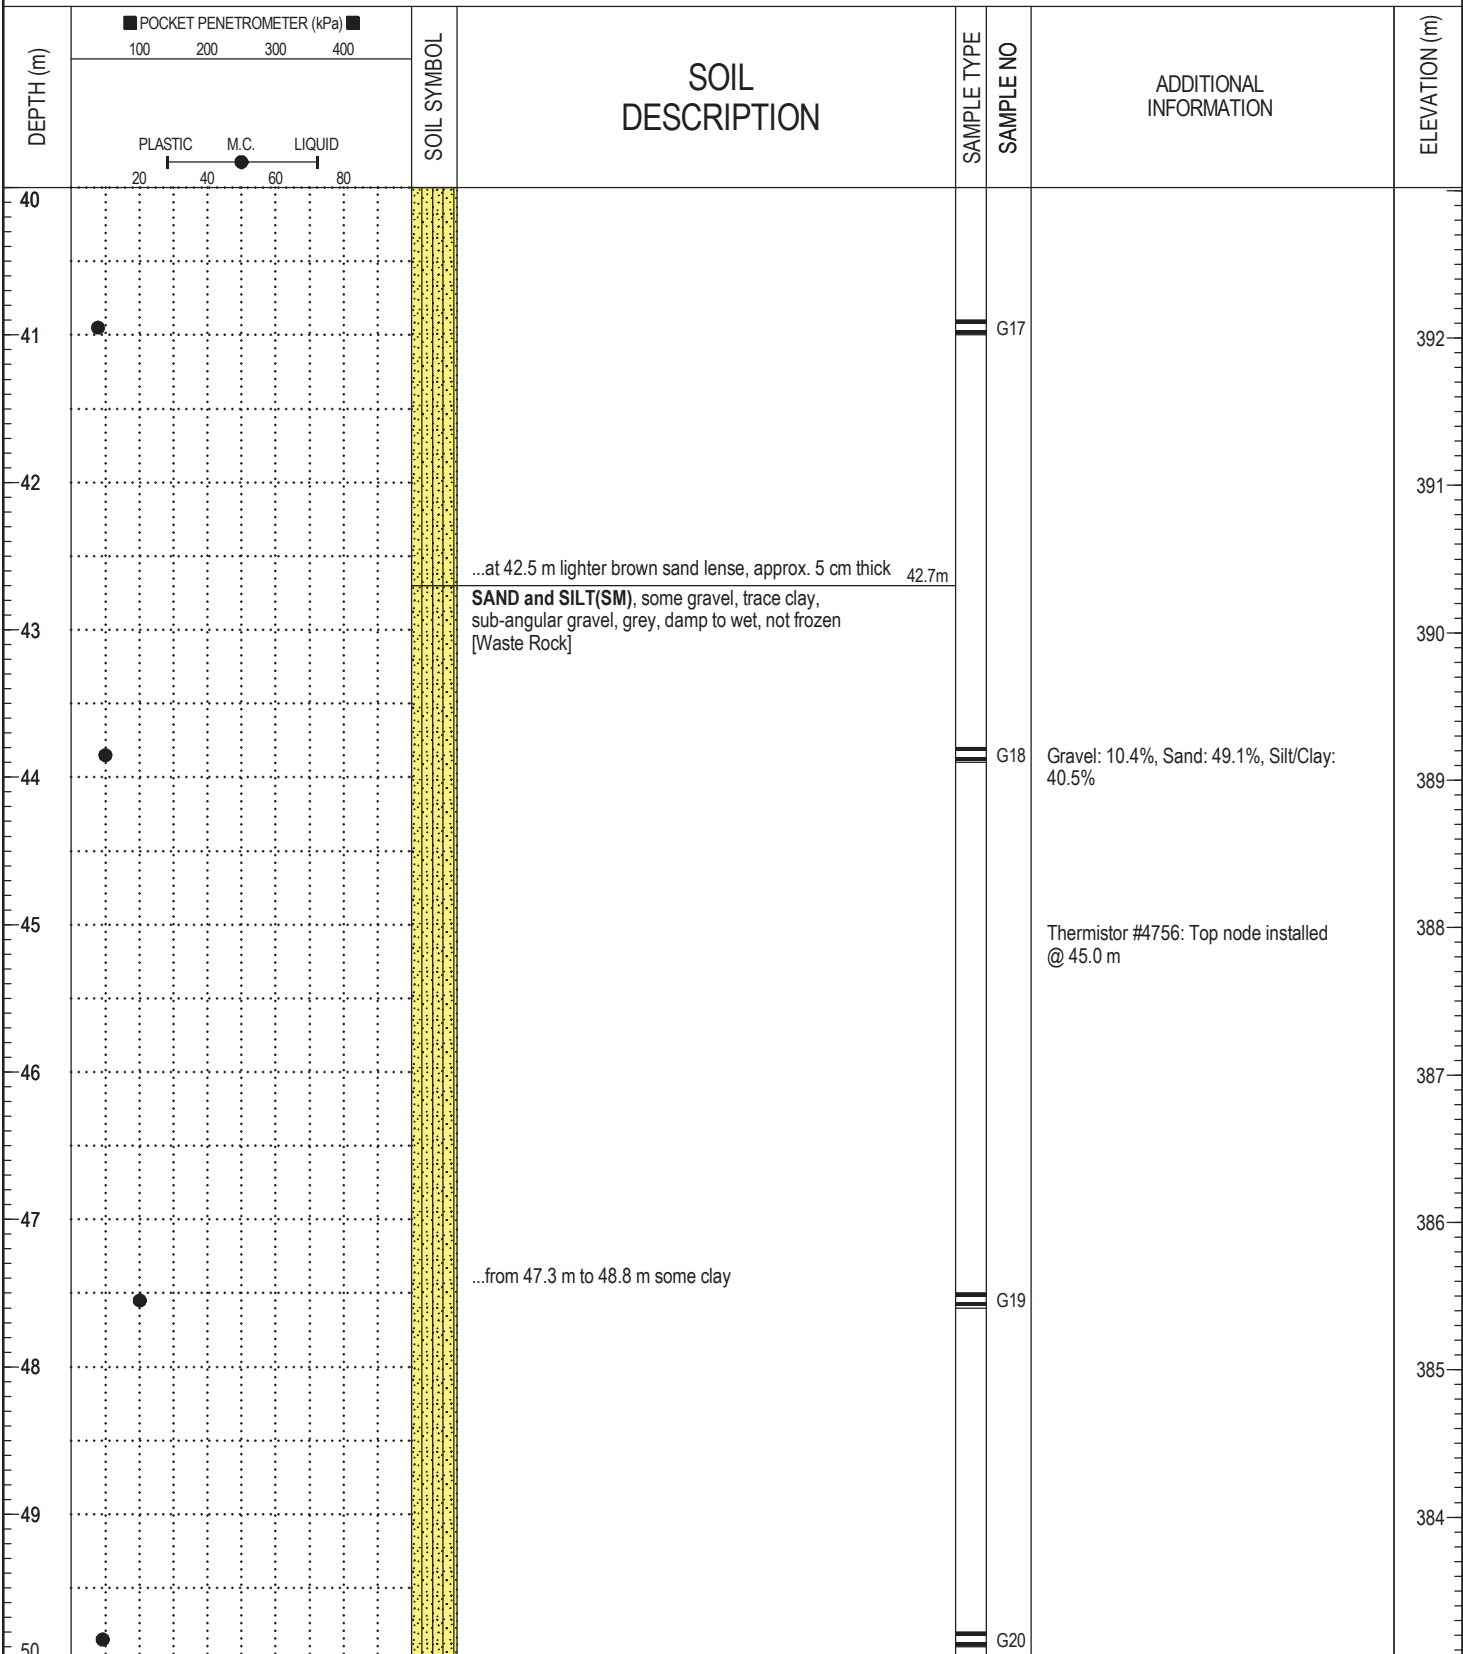 POCKET PENETROMETER (kPa)
100 200 300 400
DEPTH (m)
PLASTIC M.C. LIQUID
20 40 60 80
SOIL SYMBOL
SOIL
DESCRIPTION
SAMPLE TYPE
SAMPLE NO
ADDITIONAL
INFORMATION
ELEVATION (m)
40
41
G17
392
42
391
...at 42.5 m lighter brown sand lense, approx. 5 cm thick 42.7m
SAND and SILT(SM), some gravel, trace clay,
sub-angular gravel, grey, damp to wet, not frozen
[Waste Rock]
43
390
G18
Gravel: 10.4%, Sand: 49.1%, Silt/Clay:
40.5%
44
389
45
388
Thermistor #4756: Top node installed
@ 45.0 m
46
387
47
386
...from 47.3 m to 48.8 m some clay
G19
48
385
49
384
G20
50